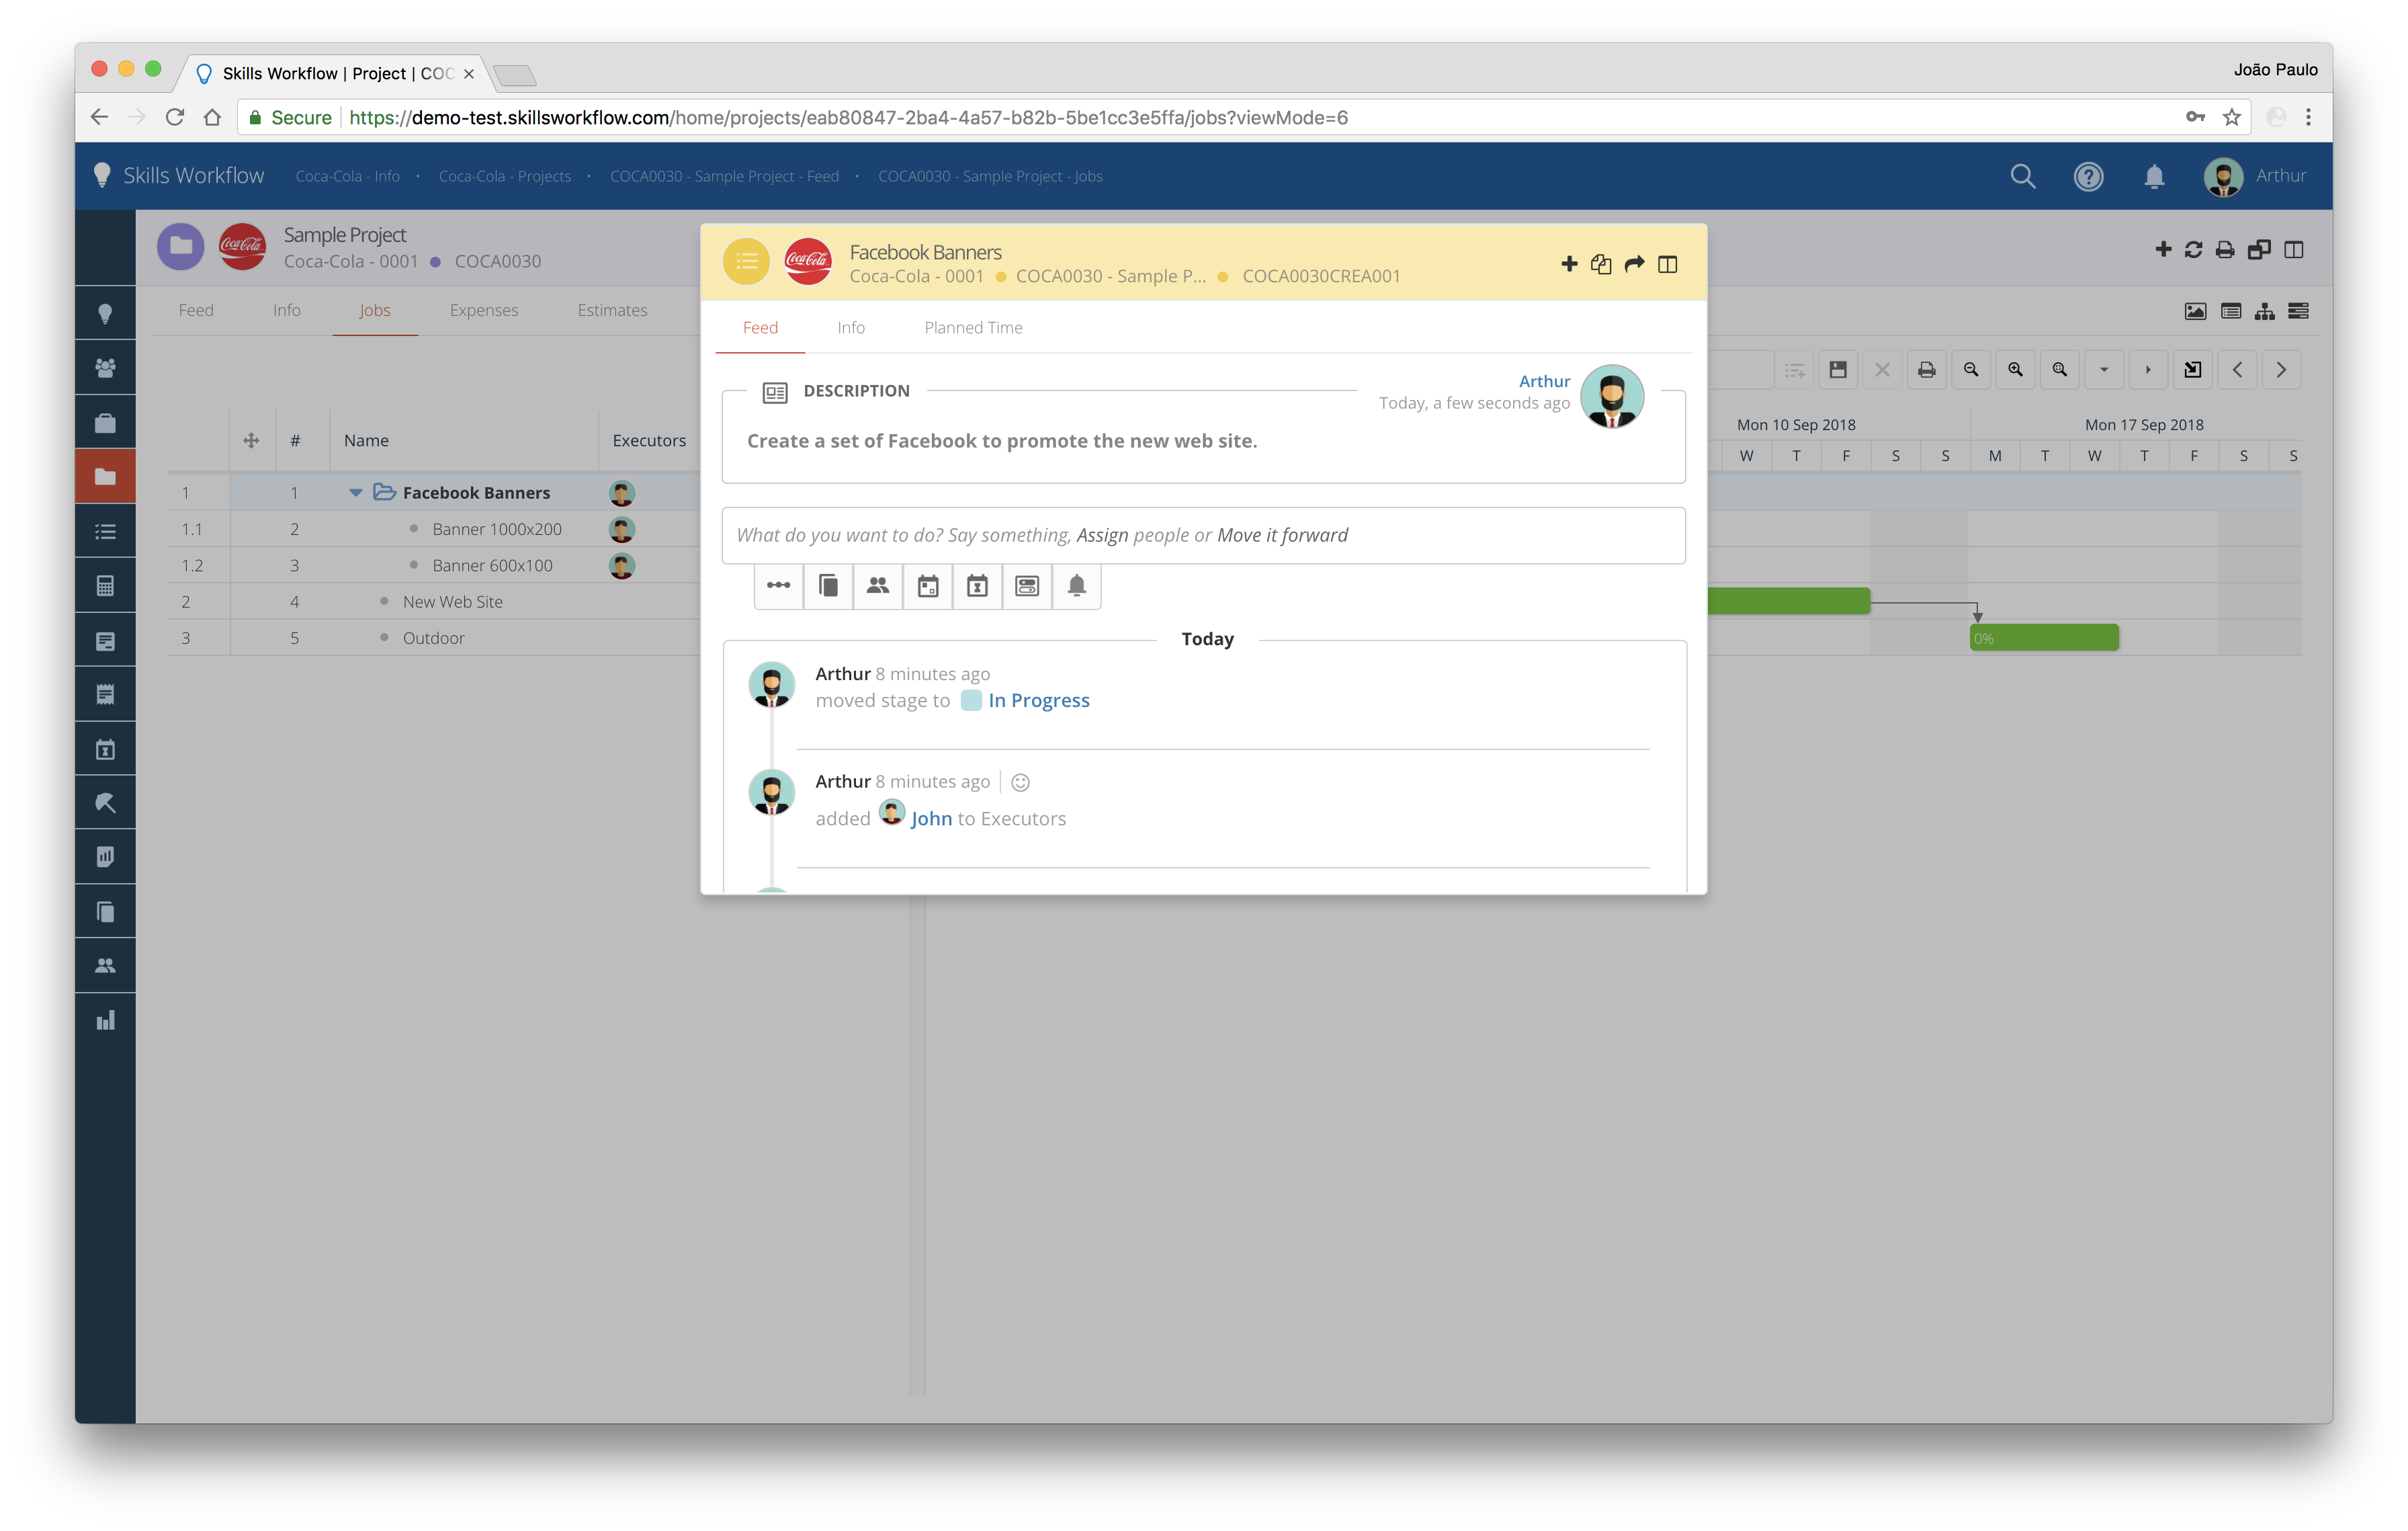 Skills Workflow | Project | COC
João Paulo
Secure https://demo-test.skillsworkflow.com/home/projects/eab80847-2ba4-4a57-b82b-5be1cc3e5ffa/jobs?viewMode=6
Skills Workflow Coca-Cola - Info · Coca-Cola - Projects · COCA0030 - Sample Project - Feed · COCA0030 - Sample Project - Jobs Arthur
Coca-Cola
Sample Project
Coca-Cola - 0001 ● COCA0030
Feed Info Jobs Expenses Estimates
# Name Executors
1 1 Facebook Banners
1.1 2 Banner 1000x200
1.2 3 Banner 600x100
2 4 New Web Site
3 5 Outdoor
Coca-Cola
Facebook Banners
Coca-Cola - 0001 ● COCA0030 - Sample P... ● COCA0030CREA001
Feed Info Planned Time
DESCRIPTION
Arthur
Today, a few seconds ago
Create a set of Facebook to promote the new web site.
What do you want to do? Say something, Assign people or Move it forward
Today
Arthur 8 minutes ago
moved stage to In Progress
Arthur 8 minutes ago
added John to Executors
Mon 10 Sep 2018 Mon 17 Sep 2018
W T F S S M T W T F S S
0%